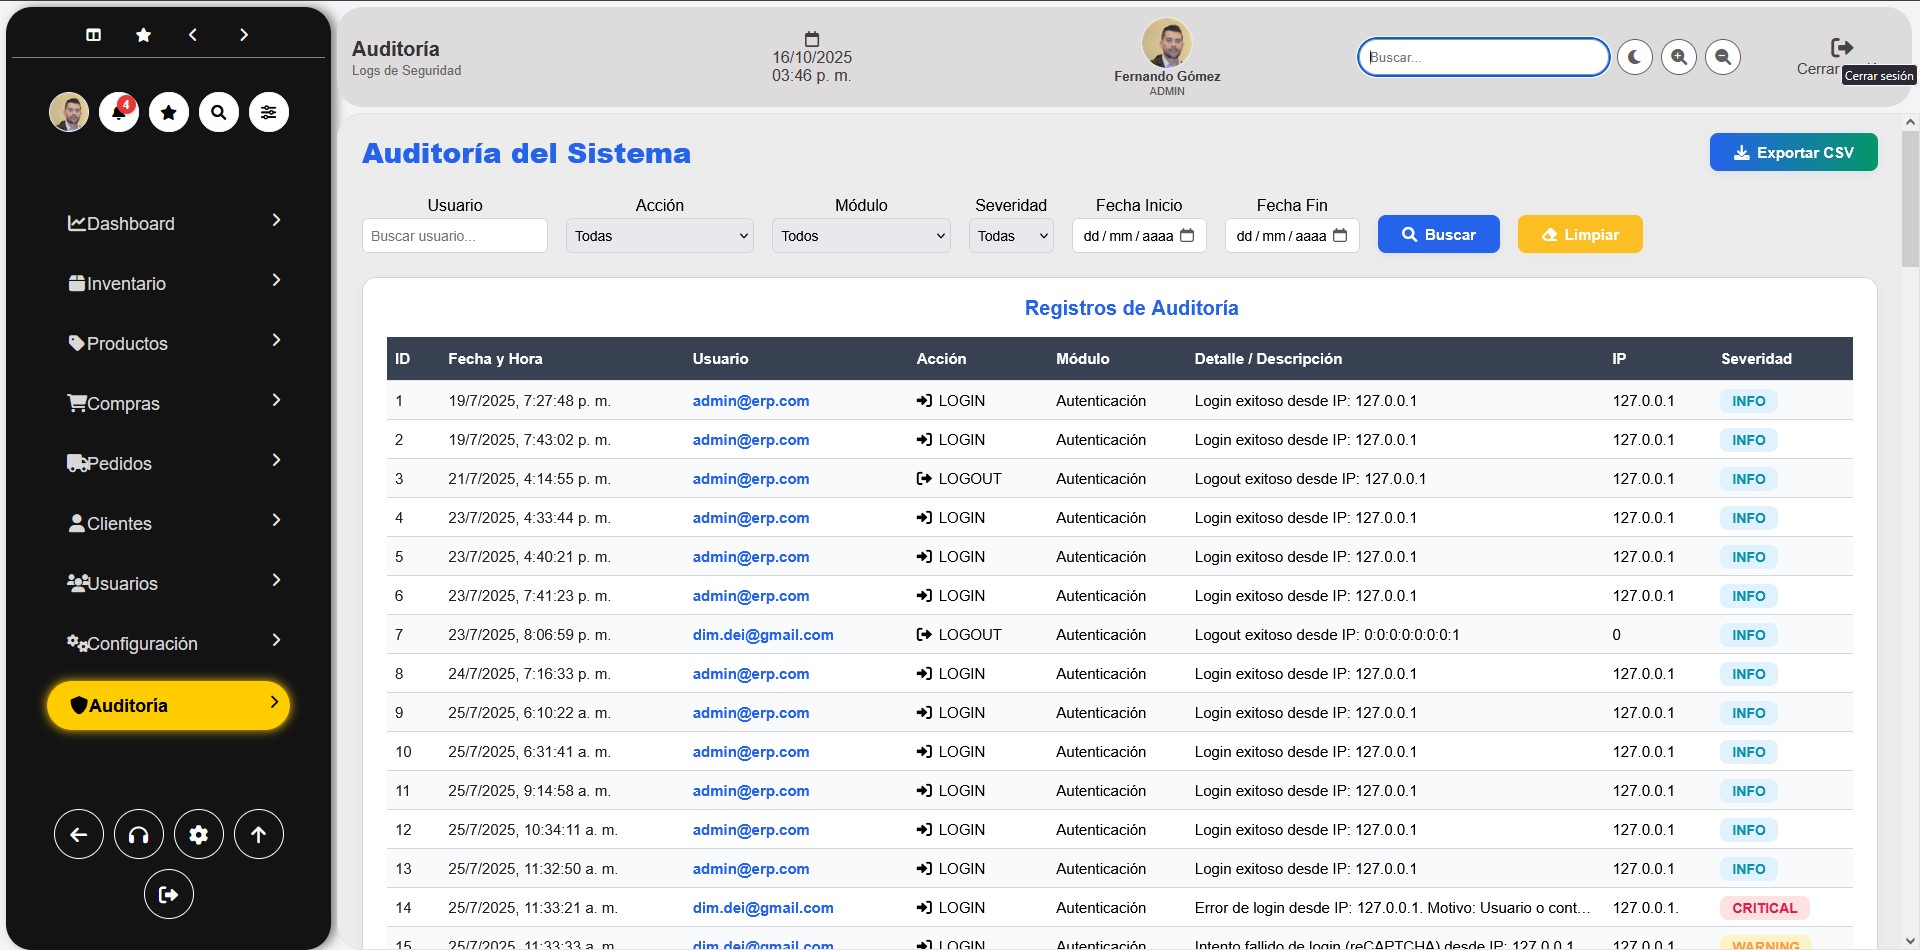 Auditoría
Logs de Seguridad
16/10/2025
03:46 p. m.
Fernando Gómez
ADMIN
Buscar...
Cerrar
Cerrar sesión
4
Dashboard
Inventario
Productos
Compras
Pedidos
Clientes
Usuarios
Configuración
Auditoría
Auditoría del Sistema
Exportar CSV
Usuario Acción Módulo Severidad Fecha Inicio Fecha Fin
Buscar usuario... Todas Todos Todas dd/mm/aaaa dd/mm/aaaa Buscar Limpiar
Registros de Auditoría
ID Fecha y Hora Usuario Acción Módulo Detalle / Descripción IP Severidad
1 19/7/2025, 7:27:48 p. m. admin@erp.com LOGIN Autenticación Login exitoso desde IP: 127.0.0.1 127.0.0.1 INFO
2 19/7/2025, 7:43:02 p. m. admin@erp.com LOGIN Autenticación Login exitoso desde IP: 127.0.0.1 127.0.0.1 INFO
3 21/7/2025, 4:14:55 p. m. admin@erp.com LOGOUT Autenticación Logout exitoso desde IP: 127.0.0.1 127.0.0.1 INFO
4 23/7/2025, 4:33:44 p. m. admin@erp.com LOGIN Autenticación Login exitoso desde IP: 127.0.0.1 127.0.0.1 INFO
5 23/7/2025, 4:40:21 p. m. admin@erp.com LOGIN Autenticación Login exitoso desde IP: 127.0.0.1 127.0.0.1 INFO
6 23/7/2025, 7:41:23 p. m. admin@erp.com LOGIN Autenticación Login exitoso desde IP: 127.0.0.1 127.0.0.1 INFO
7 23/7/2025, 8:06:59 p. m. dim.dei@gmail.com LOGOUT Autenticación Logout exitoso desde IP: 0:0:0:0:0:0:0:1 0 INFO
8 24/7/2025, 7:16:33 p. m. admin@erp.com LOGIN Autenticación Login exitoso desde IP: 127.0.0.1 127.0.0.1 INFO
9 25/7/2025, 6:10:22 a. m. admin@erp.com LOGIN Autenticación Login exitoso desde IP: 127.0.0.1 127.0.0.1 INFO
10 25/7/2025, 6:31:41 a. m. admin@erp.com LOGIN Autenticación Login exitoso desde IP: 127.0.0.1 127.0.0.1 INFO
11 25/7/2025, 9:14:58 a. m. admin@erp.com LOGIN Autenticación Login exitoso desde IP: 127.0.0.1 127.0.0.1 INFO
12 25/7/2025, 10:34:11 a. m. admin@erp.com LOGIN Autenticación Login exitoso desde IP: 127.0.0.1 127.0.0.1 INFO
13 25/7/2025, 11:32:50 a. m. admin@erp.com LOGIN Autenticación Login exitoso desde IP: 127.0.0.1 127.0.0.1 INFO
14 25/7/2025, 11:33:21 a. m. dim.dei@gmail.com LOGIN Autenticación Error de login desde IP: 127.0.0.1. Motivo: Usuario o cont... 127.0.0.1. CRITICAL
15 25/7/2025, 11:33:33 a. m. dim.dei@gmail.com LOGIN Autenticación Intento fallido de login (reCAPTCHA) desde IP: 127.0.0.1 127.0.0.1 WARNING